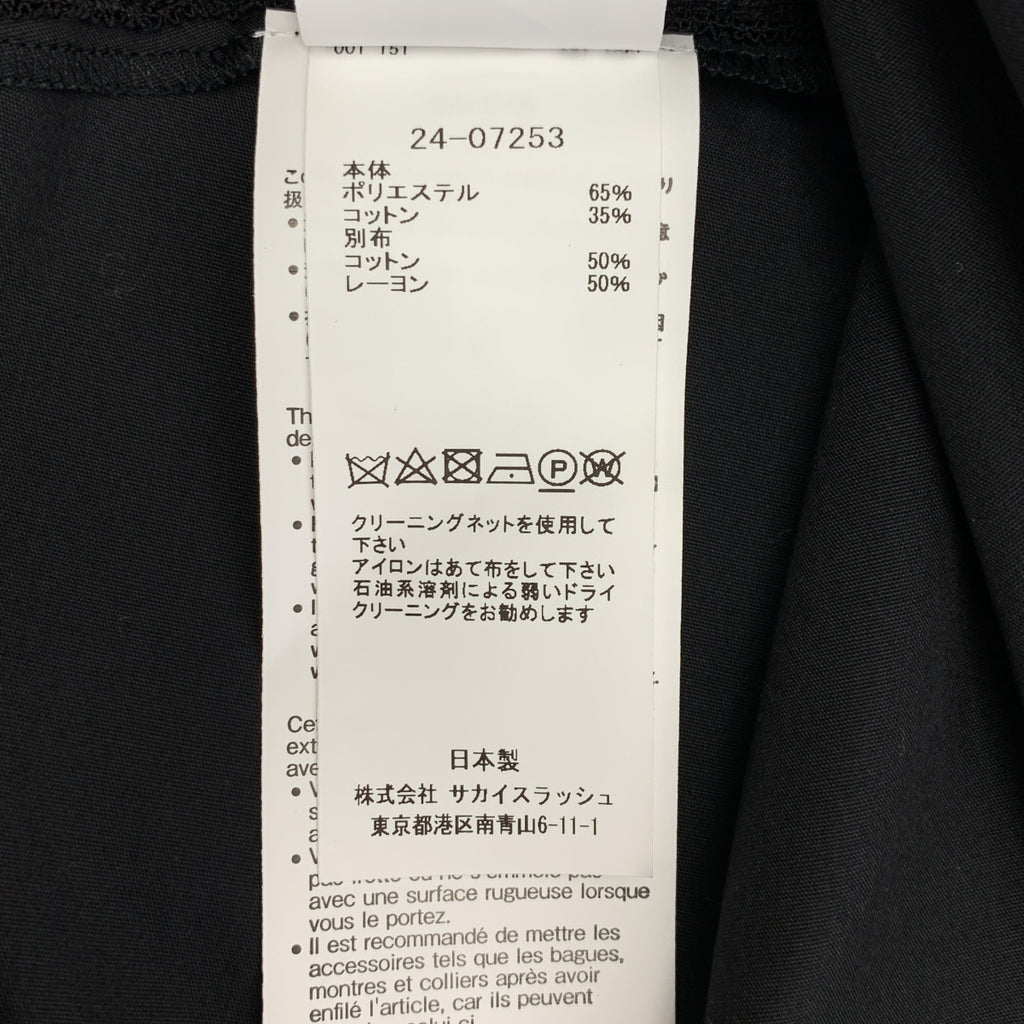 001 151
24-07253
本体
ポリエステル 65%
コットン 35%
別布
コットン 50%
レーヨン 50%
P
W
クリーニングネットを使用して
下さい
アイロンはあて布をして下さい
石油系溶剤による弱いドライ
クリーニングをお勧めします
日本製
株式会社 サカイスラッシュ
東京都港区南青山6-11-1
avec une surface rugueuse lorsque
vous le portez.
• Il est recommandé de mettre les
accessoires tels que les bagues,
montres et colliers après avoir
enfilé l'article, car ils peuvent